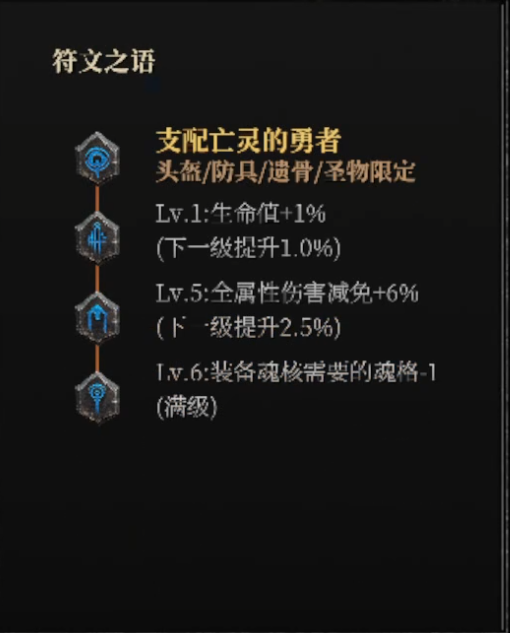 符文之语
支配亡灵的勇者
头盔/防具/遗骨/圣物限定
Lv.1:生命值+1%
(下一级提升1.0%)
Lv.5:全属性伤害减免+6%
(下一级提升2.5%)
Lv.6:装备魂核需要的魂格-1
(满级)